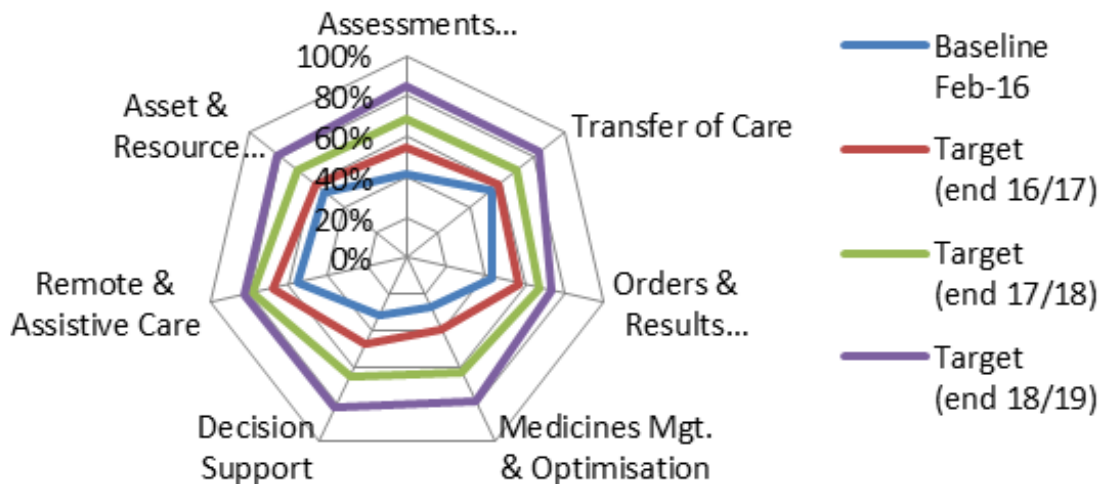 Assessments...
100%
80%
60%
40%
20%
0%
Transfer of Care
Orders &
Results...
Medicines Mgt.
& Optimisation
Decision
Support
Remote &
Assistive Care
Asset &
Resource...
Baseline
Feb-16
Target
(end 16/17)
Target
(end 17/18)
Target
(end 18/19)